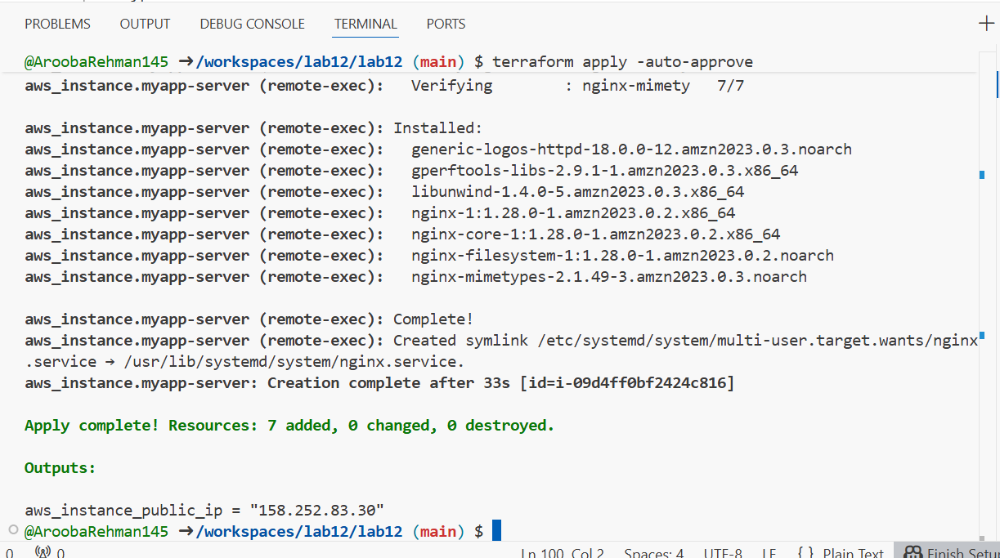 PROBLEMS OUTPUT DEBUG CONSOLE TERMINAL PORTS
@AroobaRehman145 ➜/workspaces/lab12/lab12 (main) $ terraform apply -auto-approve
aws_instance.myapp-server (remote-exec):   Verifying        : nginx-mimety   7/7
aws_instance.myapp-server (remote-exec): Installed:
aws_instance.myapp-server (remote-exec):   generic-logos-httpd-18.0.0-12.amzn2023.0.3.noarch
aws_instance.myapp-server (remote-exec):   gperftools-libs-2.9.1-1.amzn2023.0.3.x86_64
aws_instance.myapp-server (remote-exec):   libunwind-1.4.0-5.amzn2023.0.3.x86_64
aws_instance.myapp-server (remote-exec):   nginx-1:1.28.0-1.amzn2023.0.2.x86_64
aws_instance.myapp-server (remote-exec):   nginx-core-1:1.28.0-1.amzn2023.0.2.x86_64
aws_instance.myapp-server (remote-exec):   nginx-filesystem-1:1.28.0-1.amzn2023.0.2.noarch
aws_instance.myapp-server (remote-exec):   nginx-mimetypes-2.1.49-3.amzn2023.0.3.noarch
aws_instance.myapp-server (remote-exec): Complete!
aws_instance.myapp-server (remote-exec): Created symlink /etc/systemd/system/multi-user.target.wants/nginx
.service → /usr/lib/systemd/system/nginx.service.
aws_instance.myapp-server: Creation complete after 33s [id=i-09d4ff0bf2424c816]
Apply complete! Resources: 7 added, 0 changed, 0 destroyed.
Outputs:
aws_instance_public_ip = "158.252.83.30"
@AroobaRehman145 ➜/workspaces/lab12/lab12 (main) $
0 0 Ln 100, Col 2 Spaces: 4 UTF-8 LF { } Plain Text Finish Setu